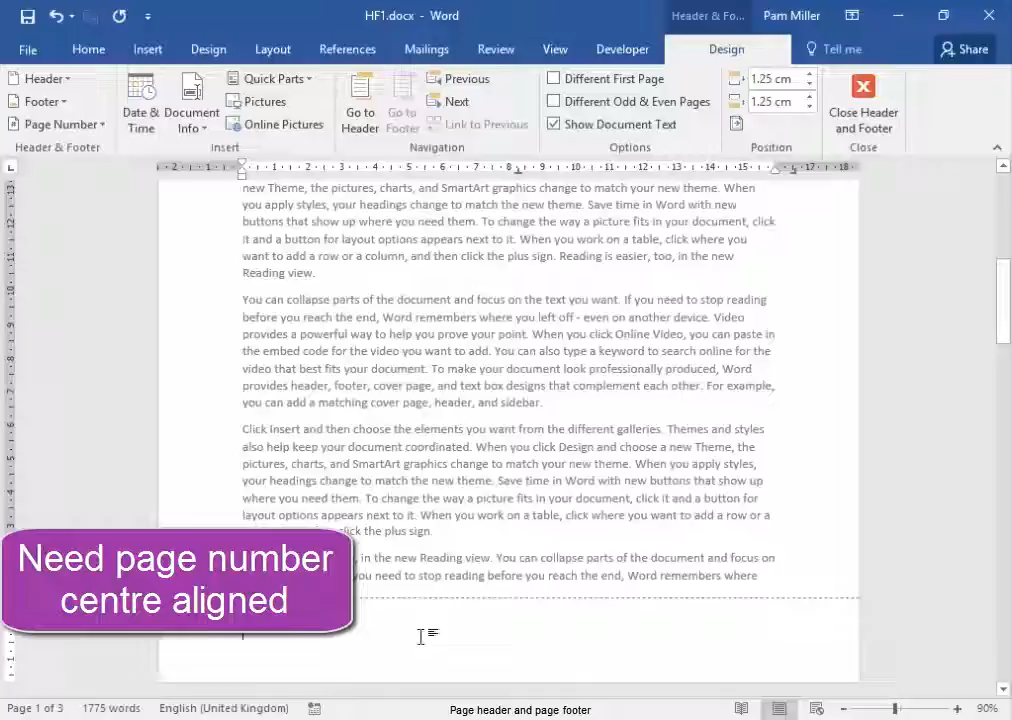 HF1.docx - Word
Header & Fo...
Pam Miller
File Home Insert Design Layout References Mailings Review View Developer Design Tell me Share
Header
Footer
Page Number
Header & Footer
Date & Time
Document Info
Quick Parts
Pictures
Online Pictures
Insert
Go to Header
Go to Footer
Previous
Next
Link to Previous
Navigation
Different First Page
Different Odd & Even Pages
Show Document Text
Options
1.25 cm
1.25 cm
Position
Close Header and Footer
Close
2 1 1 2 3 4 5 6 7 8 9 10 11 12 13 14 15 16 17 18
new Theme, the pictures, charts, and SmartArt graphics change to match your new theme. When
you apply styles, your headings change to match the new theme. Save time in Word with new
buttons that show up where you need them. To change the way a picture fits in your document, click
it and a button for layout options appears next to it. When you work on a table, click where you
want to add a row or a column, and then click the plus sign. Reading is easier, too, in the new
Reading view.
You can collapse parts of the document and focus on the text you want. If you need to stop reading
before you reach the end, Word remembers where you left off - even on another device. Video
provides a powerful way to help you prove your point. When you click Online Video, you can paste in
the embed code for the video you want to add. You can also type a keyword to search online for the
video that best fits your document. To make your document look professionally produced, Word
provides header, footer, cover page, and text box designs that complement each other. For example,
you can add a matching cover page, header, and sidebar.
Click Insert and then choose the elements you want from the different galleries. Themes and styles
also help keep your document coordinated. When you click Design and choose a new Theme, the
pictures, charts, and SmartArt graphics change to match your new theme. When you apply styles,
your headings change to match the new theme. Save time in Word with new buttons that show up
where you need them. To change the way a picture fits in your document, click it and a button for
layout options appears next to it. When you work on a table, click where you want to add a row or a
click the plus sign.
, in the new Reading view. You can collapse parts of the document and focus on
you need to stop reading before you reach the end, Word remembers where
Need page number
centre aligned
Page 1 of 3 1775 words English (United Kingdom)
Page header and page footer
90%